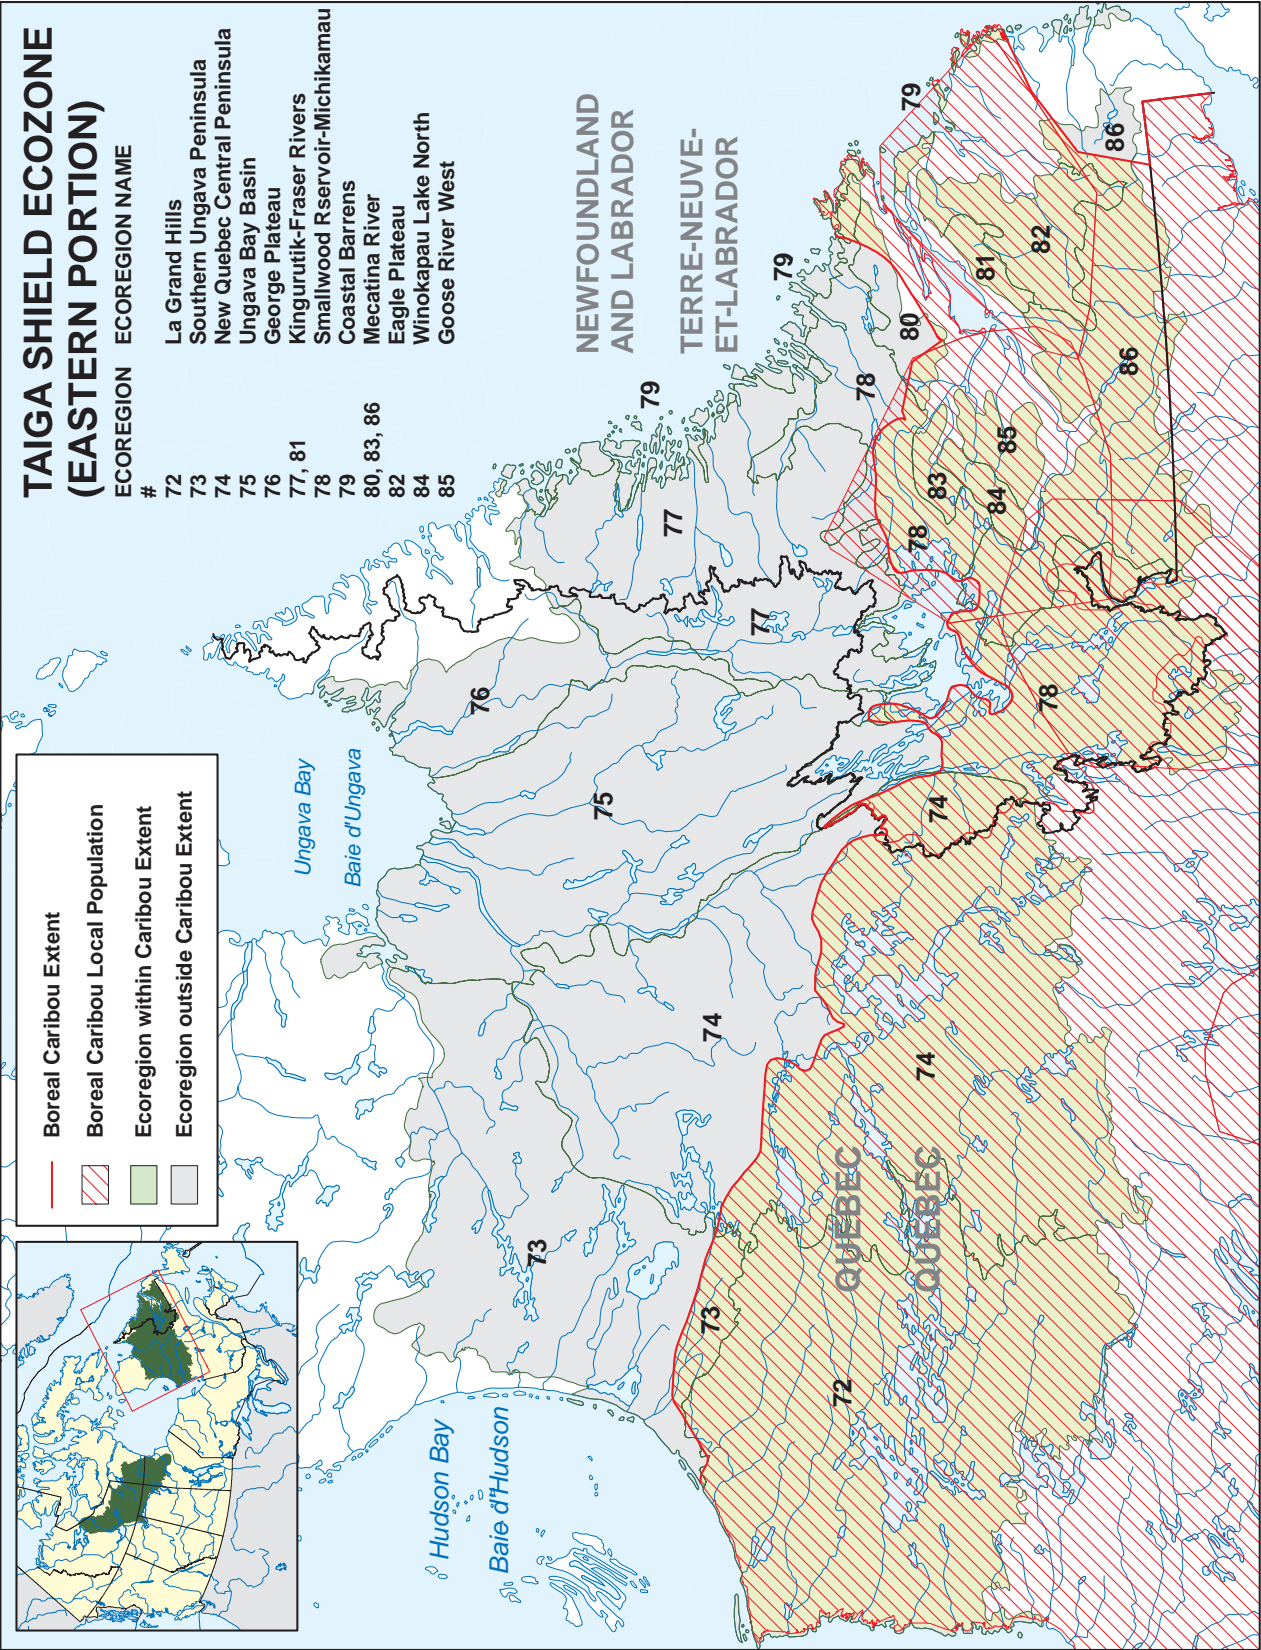 TAIGA SHIELD ECOZONE
(EASTERN PORTION)
ECOREGION ECOREGION NAME
#
72 La Grand Hills
73 Southern Ungava Peninsula
74 New Quebec Central Peninsula
75 Ungava Bay Basin
76 George Plateau
77, 81 Kingurutik-Fraser Rivers
78 Smallwood Rservoir-Michikamau
79 Coastal Barrens
80, 83, 86 Mecatina River
82 Eagle Plateau
84 Winokapau Lake North
85 Goose River West
Boreal Caribou Extent
Boreal Caribou Local Population
Ecoregion within Caribou Extent
Ecoregion outside Caribou Extent
Ungava Bay
Baie d'Ungava
Hudson Bay
Baie d'Hudson
NEWFOUNDLAND
AND LABRADOR
TERRE-NEUVE-
ET-LABRADOR
QUEBEC
QUÉBEC
76
73
75
77
79
77
79
74
73
72
74
74
78
78
83
84
85
78
80
79
81
82
86
86